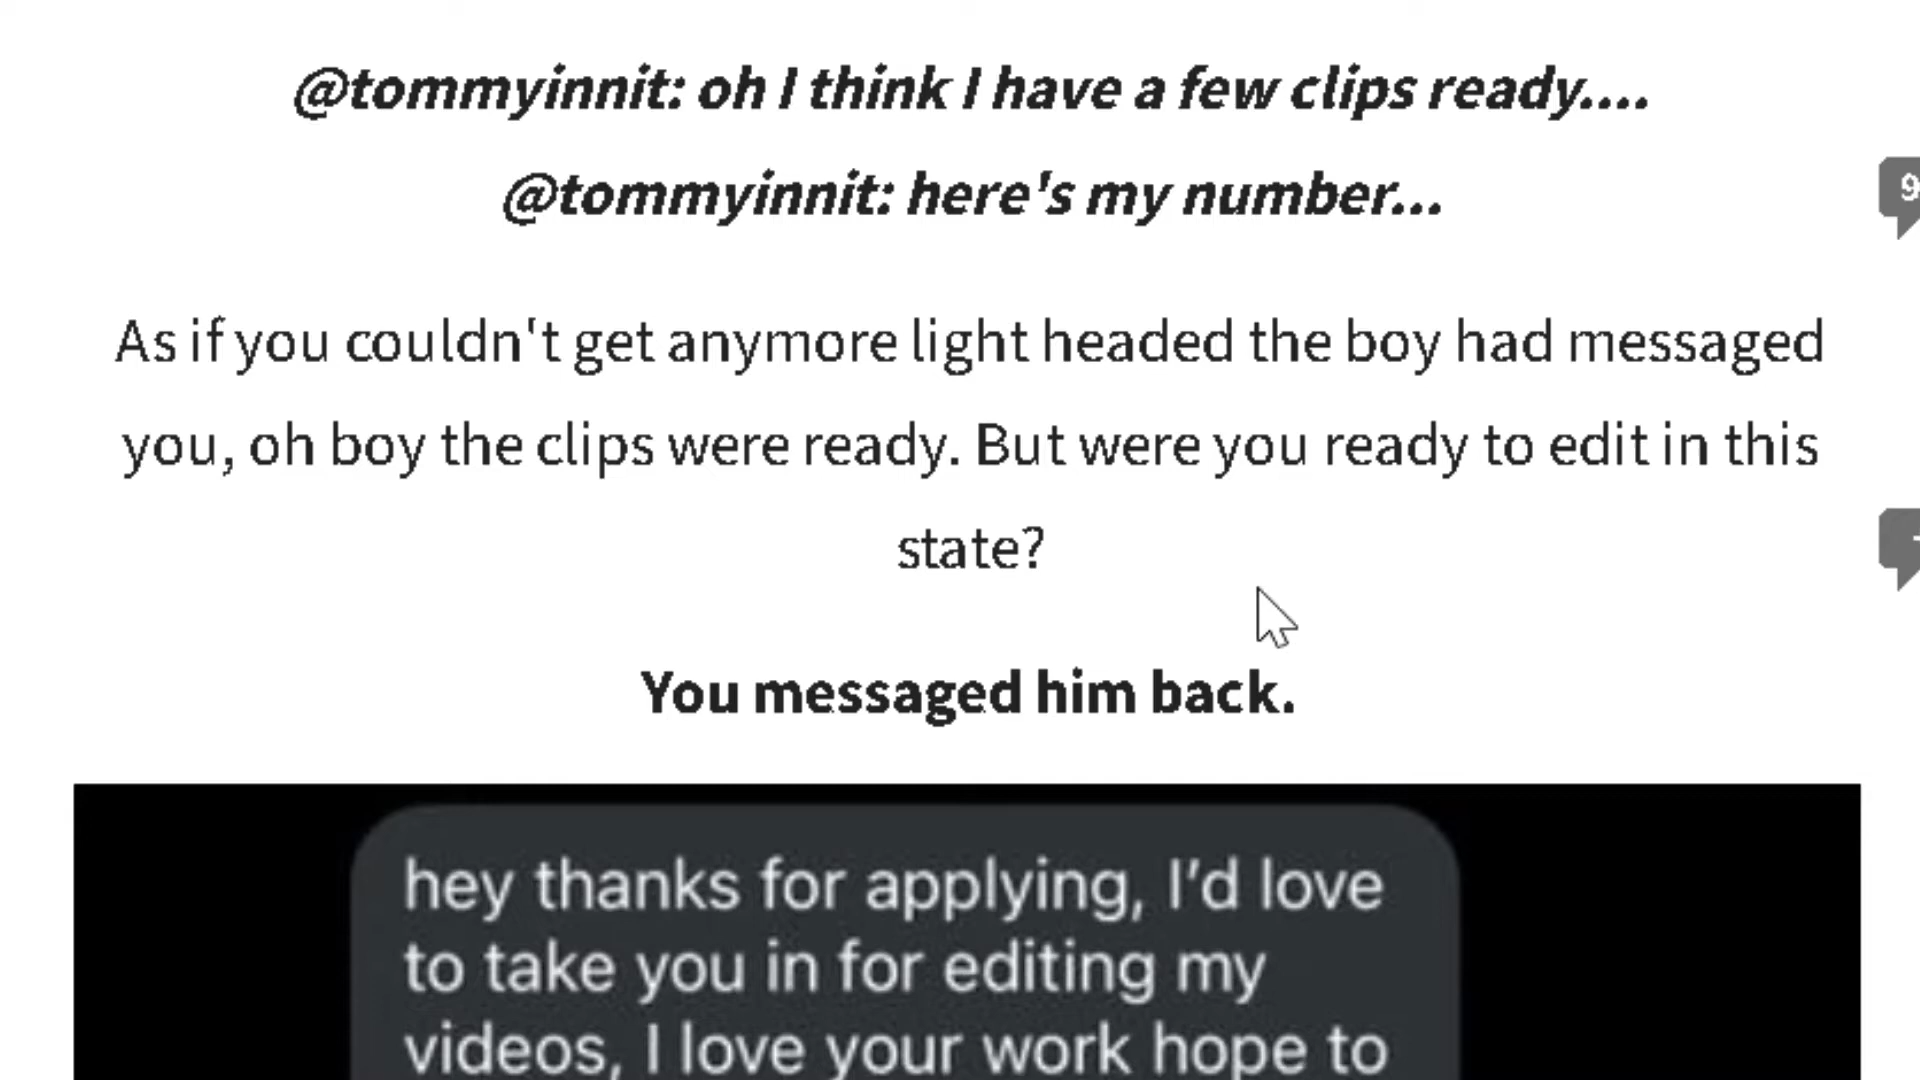 @tommyinnit: oh I think I have a few clips ready....
@tommyinnit: here's my number...
9
As if you couldn't get anymore light headed the boy had messaged
you, oh boy the clips were ready. But were you ready to edit in this
state?
You messaged him back.
hey thanks for applying, I'd love
to take you in for editing my
videos, I love your work hope to